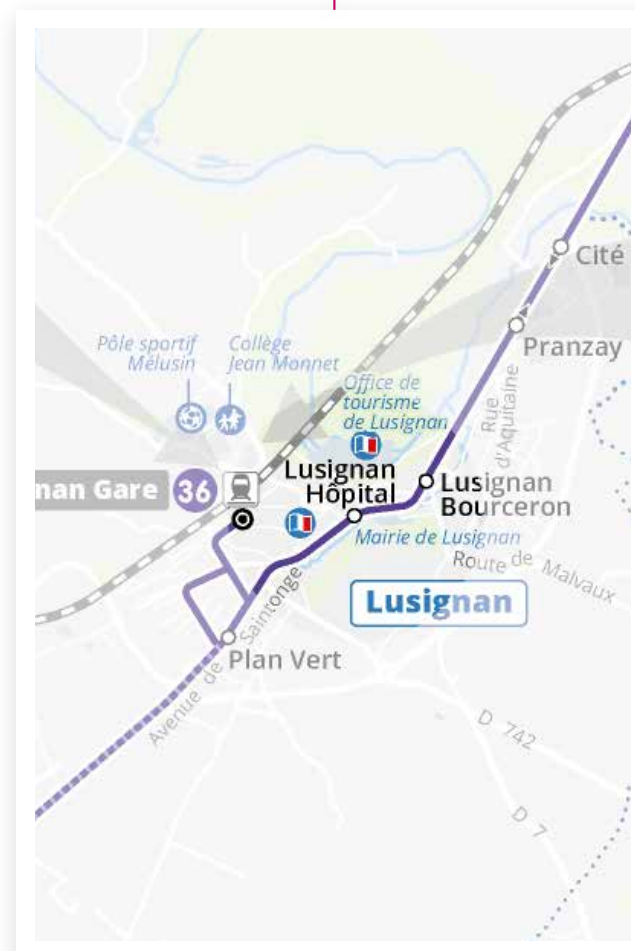 Cité
Pranzay
Pôle sportif
Mélusin
Collège
Jean Monnet
Office de
tourisme
de Lusignan
Rue
d'Aquitaine
nan Gare 36
Lusignan
Hôpital
Lusignan
Bourceron
Mairie de Lusignan
Route de Malvaux
Lusignan
Plan Vert
Avenue de Saintonge
D 742
D 7